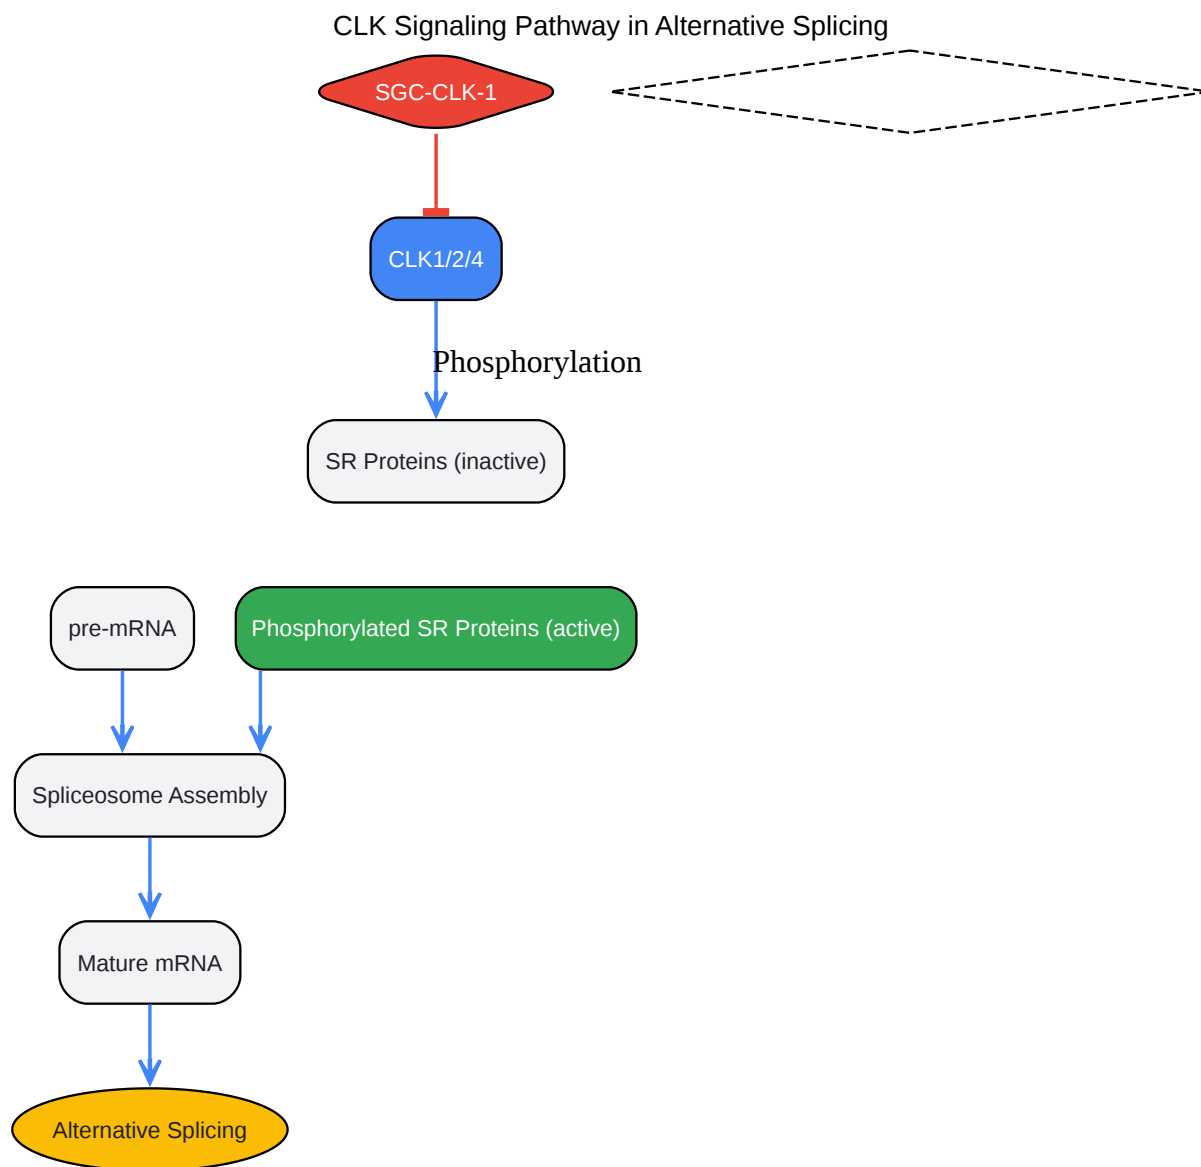 CLK Signaling Pathway in Alternative Splicing
SGC-CLK-1
CLK1/2/4
Phosphorylation
SR Proteins (inactive)
pre-mRNA
Phosphorylated SR Proteins (active)
Spliceosome Assembly
Mature mRNA
Alternative Splicing